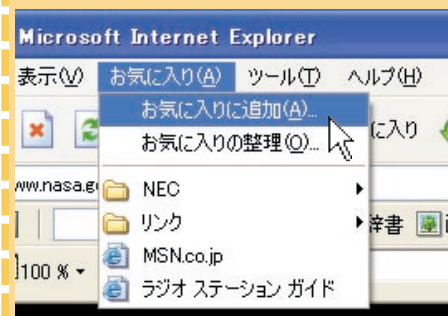 Microsoft Internet Explorer
表示(V) お気に入り(A) ツール(T) ヘルプ(H)
お気に入りに追加(A)...
に入り
お気に入りの整理(O)...
www.nasa.g
NEC
リンク
辞書
MSN.co.jp
100 %
ラジオ ステーション ガイド